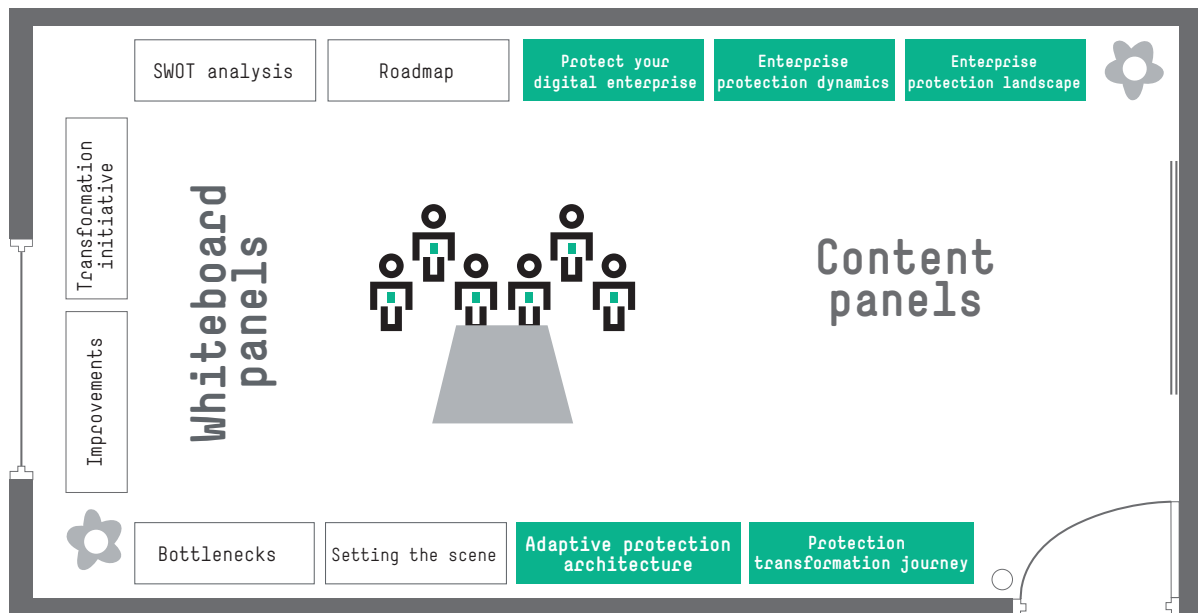 SWOT analysis
Roadmap
Protect your
digital enterprise
Enterprise
protection dynamics
Enterprise
protection landscape
Transformation
initiative
Improvements
Whiteboard
panels
Content
panels
Bottlenecks
Setting the scene
Adaptive protection
architecture
Protection
transformation journey